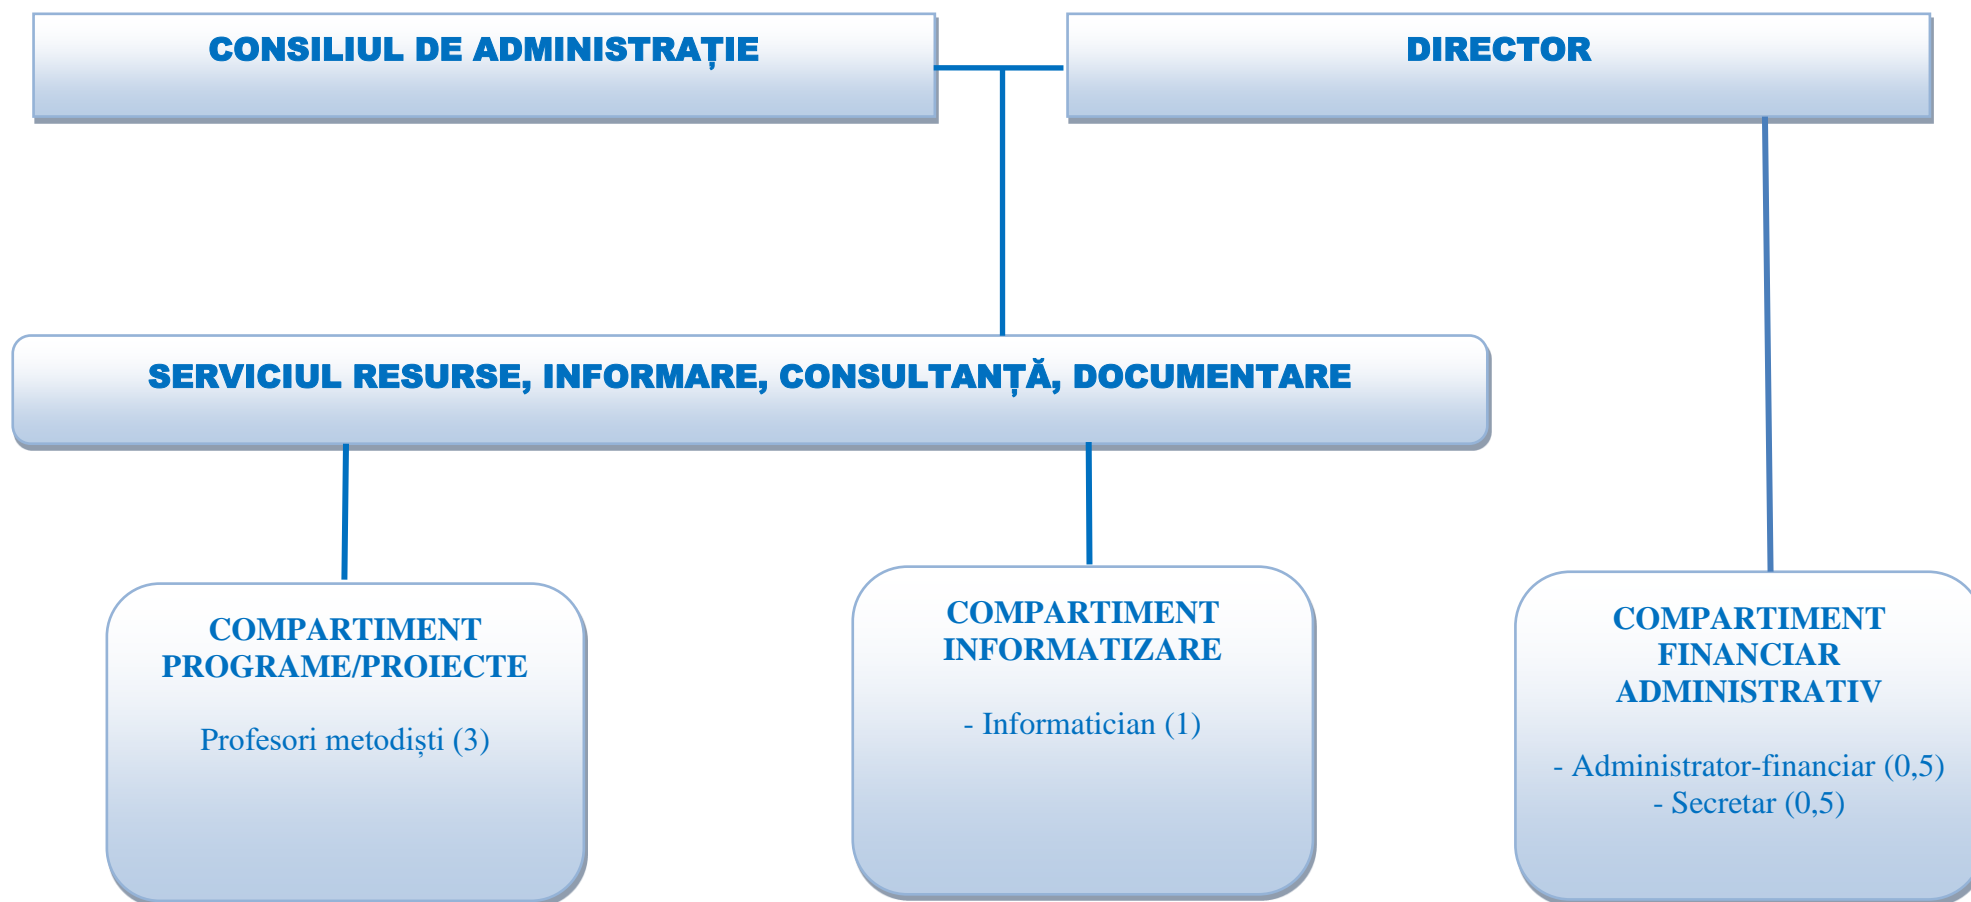 CONSILIUL DE ADMINISTRAȚIE
DIRECTOR
SERVICIUL RESURSE, INFORMARE, CONSULTANȚĂ, DOCUMENTARE
COMPARTIMENT
PROGRAME/PROIECTE
Profesori metodiști (3)
COMPARTIMENT
INFORMATIZARE
- Informatician (1)
COMPARTIMENT
FINANCIAR
ADMINISTRATIV
- Administrator-financiar (0,5)
- Secretar (0,5)